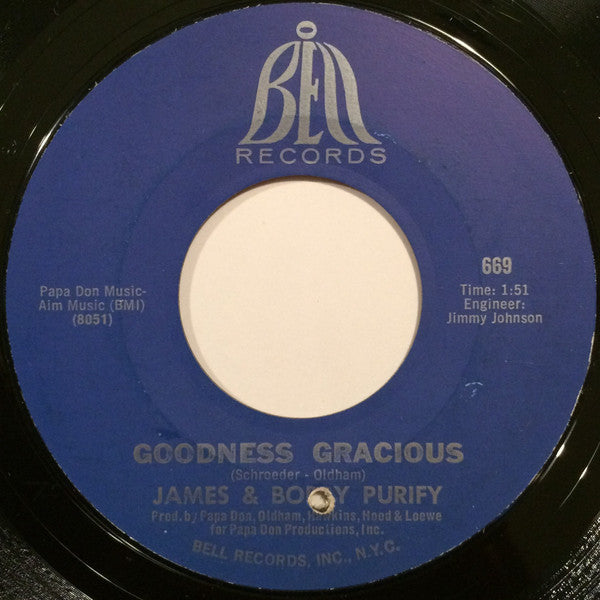 BELL
RECORDS
Papa Don Music-
Aim Music (BMI)
(8051)
669
Time: 1:51
Engineer:
Jimmy Johnson
GOODNESS GRACIOUS
(Schroeder - Oldham)
JAMES & BOBBY PURIFY
Prod. by Papa Don, Oldham, Hawkins, Hood & Loewe
for Papa Don Productions, Inc.
BELL RECORDS, INC., N.Y.C.